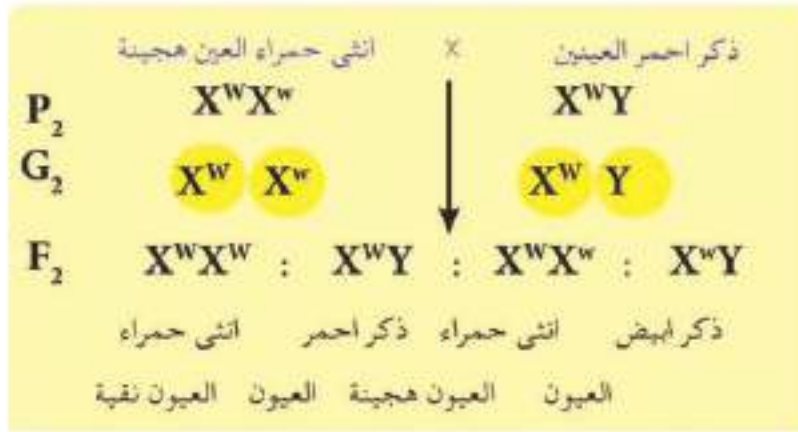 ذكر احمر العينين X انثى حمراء العين هجينة
P₂ XᵂXʷ XᵂY
G₂ Xᵂ Xʷ Xᵂ Y
F₂ XᵂXᵂ : XᵂY : XᵂXʷ : XʷY
ذكر ابيض انثى حمراء ذكر احمر انثى حمراء
العيون العيون هجينة العيون العيون نقية